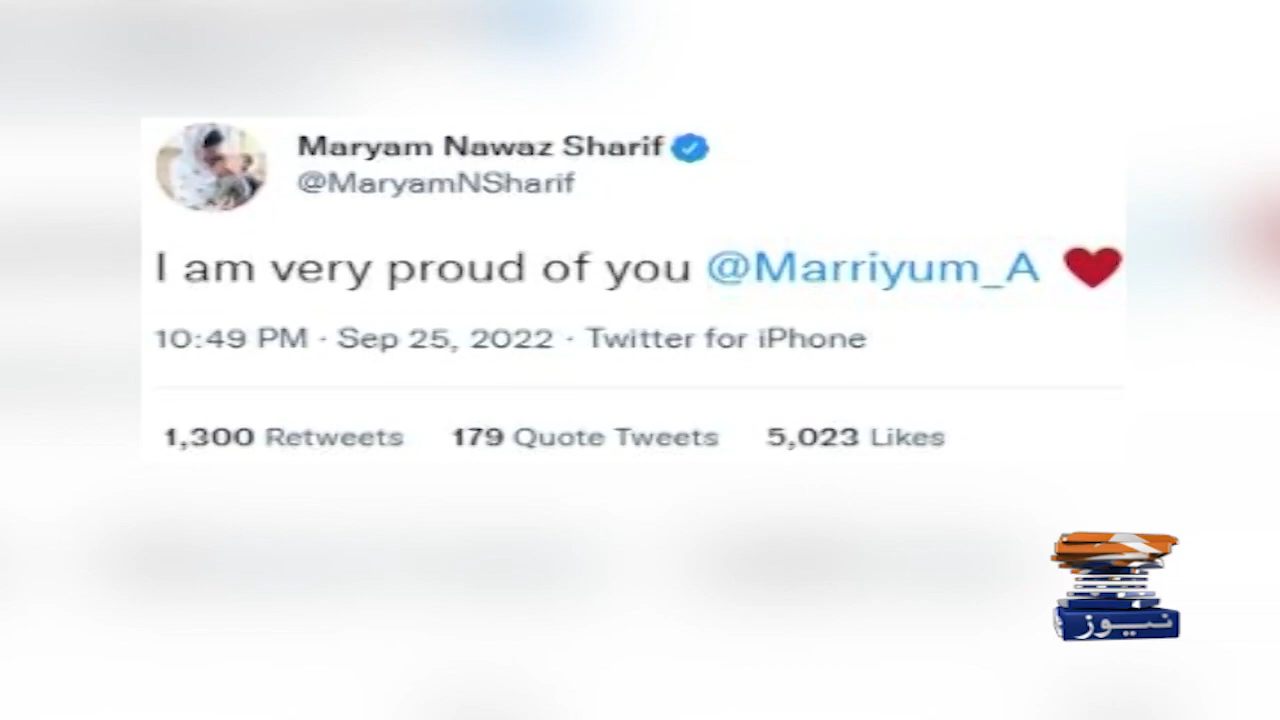 Maryam Nawaz Sharif
@MaryamNSharif
I am very proud of you @Marriyum_A ❤
10:49 PM · Sep 25, 2022 · Twitter for iPhone
1,300 Retweets 179 Quote Tweets 5,023 Likes
نیوز